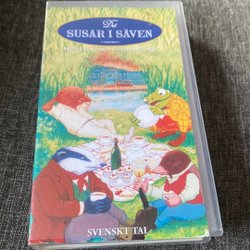 Det
SUSAR I SÄVEN
SVENSKT TAL